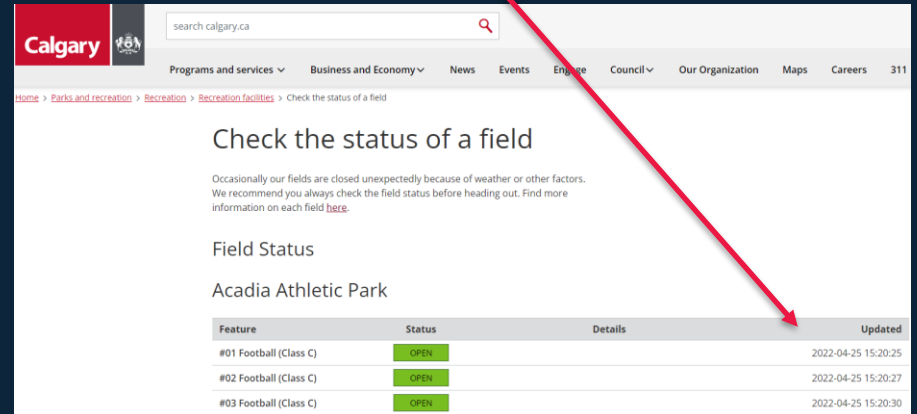 Calgary
search calgary.ca
Programs and services Business and Economy News Events Engage Council Our Organization Maps Careers 311
Home > Parks and recreation > Recreation > Recreation facilities > Check the status of a field
Check the status of a field
Occasionally our fields are closed unexpectedly because of weather or other factors.
We recommend you always check the field status before heading out. Find more
information on each field here.
Field Status
Acadia Athletic Park
Feature Status Details Updated
#01 Football (Class C) OPEN 2022-04-25 15:20:25
#02 Football (Class C) OPEN 2022-04-25 15:20:27
#03 Football (Class C) OPEN 2022-04-25 15:20:30